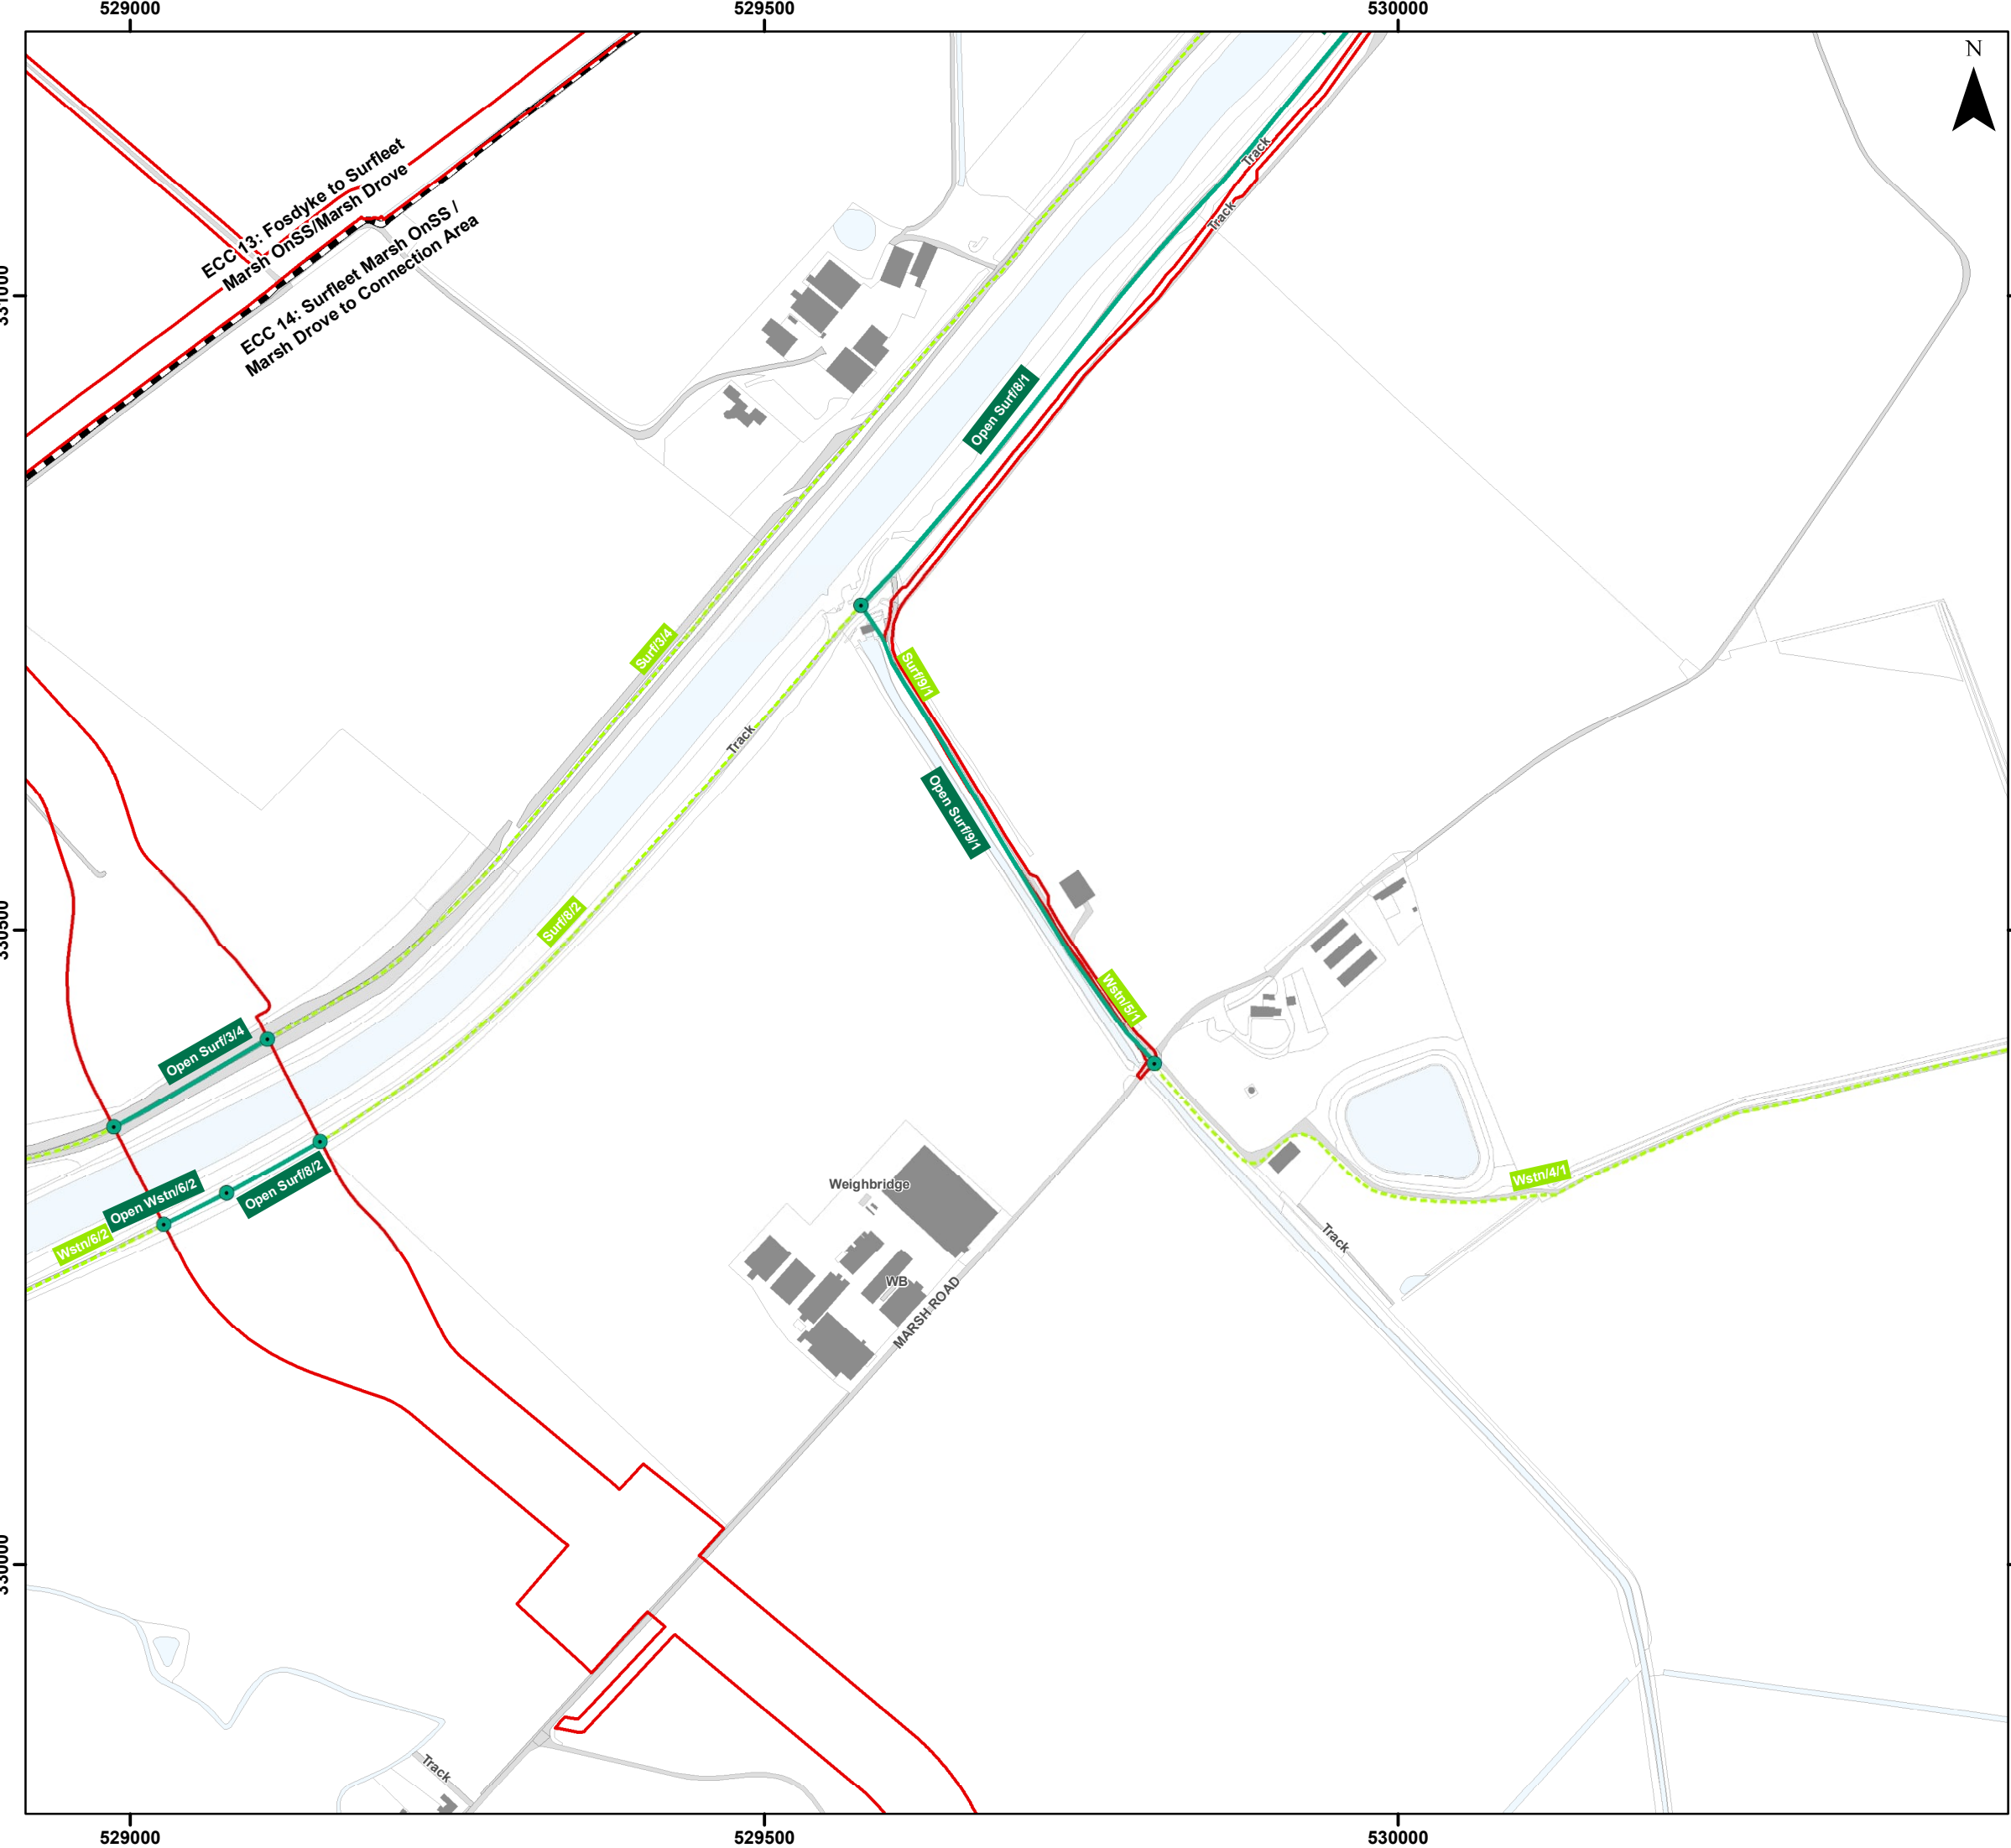 529000
529500
530000
N
Track
Track
ECC 13: Fosdyke to Surfleet
Marsh OnSS/Marsh Drove
ECC 14: Surfleet Marsh OnSS /
Marsh Drove to Connection Area
331000
Open Surf/8/1
Surf/3/4
Surf/9/1
Track
Open Surf/9/1
Surf/8/2
330500
Wstn/5/1
Open Surf/3/4
Open Wstn/6/2
Open Surf/8/2
Wstn/6/2
Weighbridge
Wstn/4/1
Track
WB
MARSH ROAD
330000
Track
529000
529500
530000